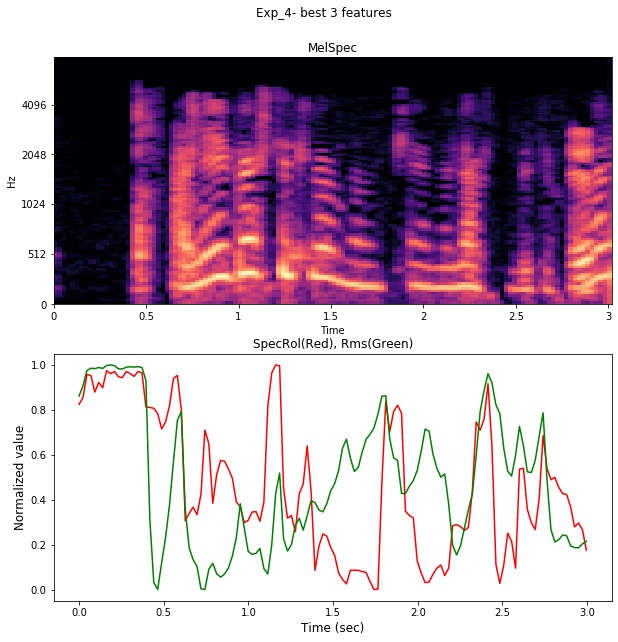 Exp_4- best 3 features
MelSpec
4096
2048
1024
512
0
Hz
0 0.5 1 1.5 2 2.5 3
Time
SpecRol(Red), Rms(Green)
1.0
0.8
0.6
0.4
0.2
0.0
Normalized value
0.0 0.5 1.0 1.5 2.0 2.5 3.0
Time (sec)